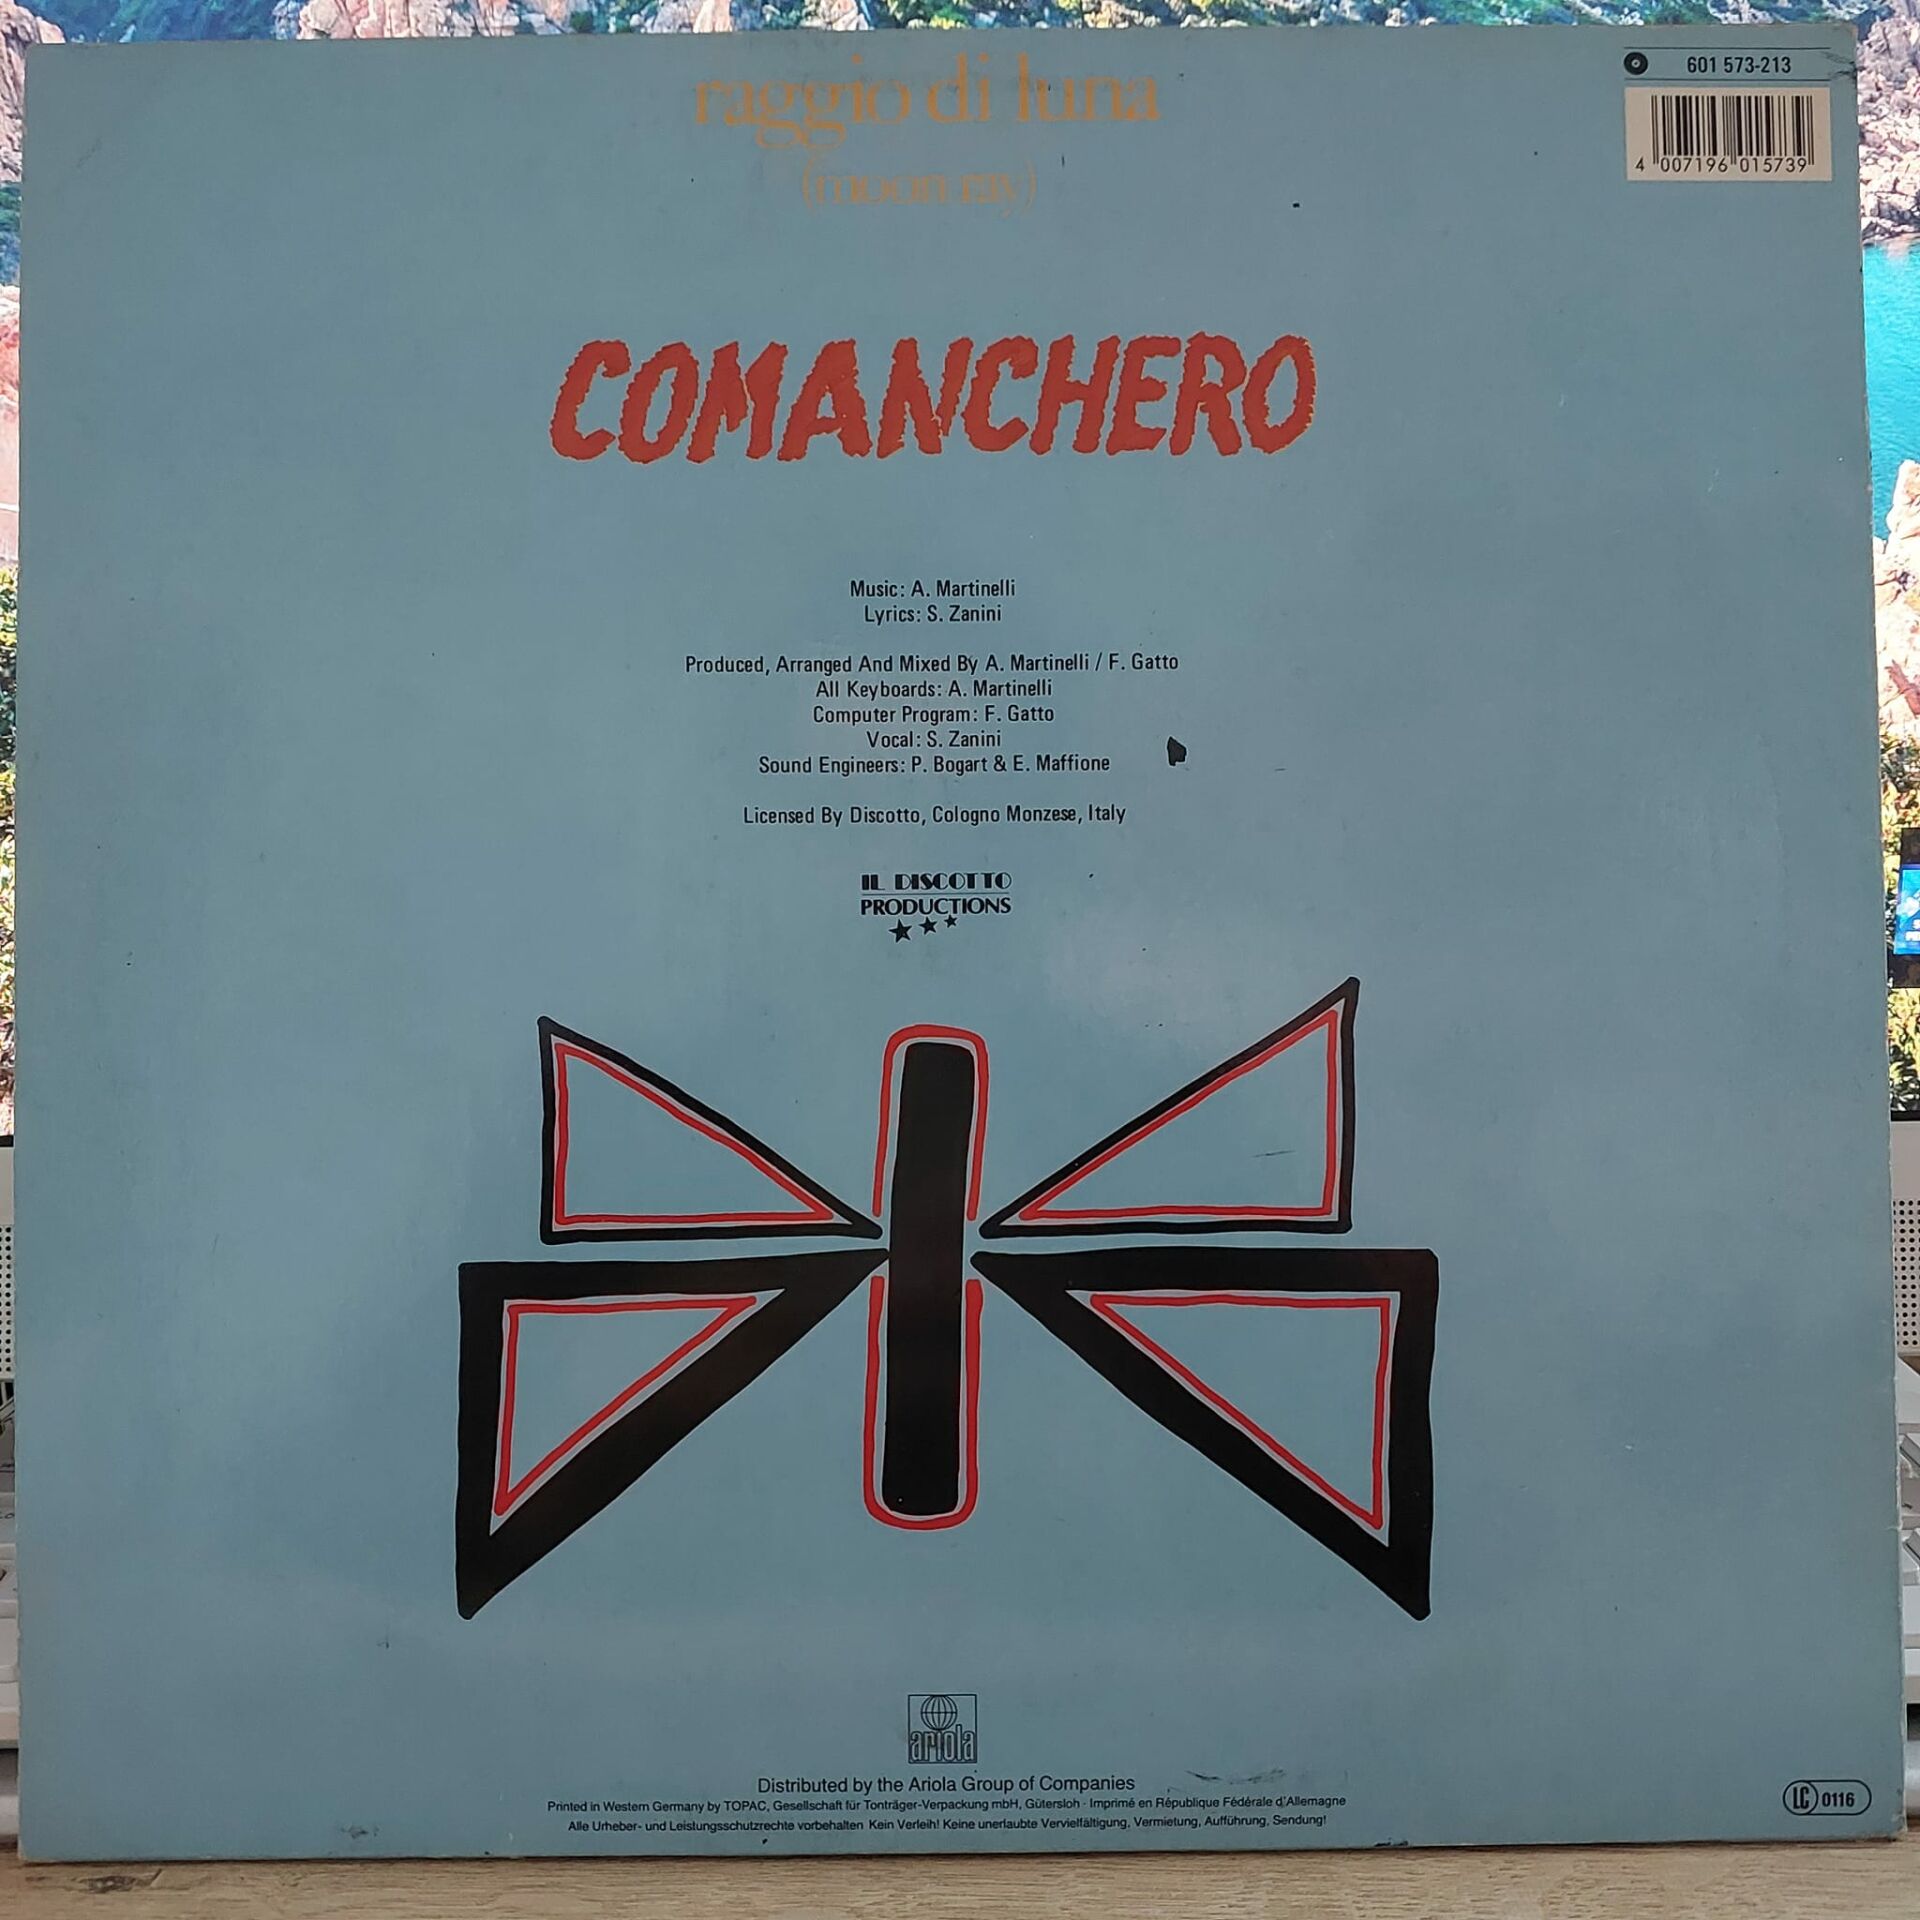 raggio di luna
(moon ray)
601 573-213
4 007196 015739
COMANCHERO
Music: A. Martinelli
Lyrics: S. Zanini
Produced, Arranged And Mixed By A. Martinelli / F. Gatto
All Keyboards: A. Martinelli
Computer Program: F. Gatto
Vocal: S. Zanini
Sound Engineers: P. Bogart & E. Maffione
Licensed By Discotto, Cologno Monzese, Italy
IL DISCOTTO
PRODUCTIONS
ariola
Distributed by the Ariola Group of Companies
Printed in Western Germany by TOPAC, Gesellschaft für Tonträger-Verpackung mbH, Gütersloh · Imprimé en République Fédérale d'Allemagne
Alle Urheber- und Leistungsschutzrechte vorbehalten Kein Verleih! Keine unerlaubte Vervielfältigung, Vermietung, Aufführung, Sendung!
LC 0116